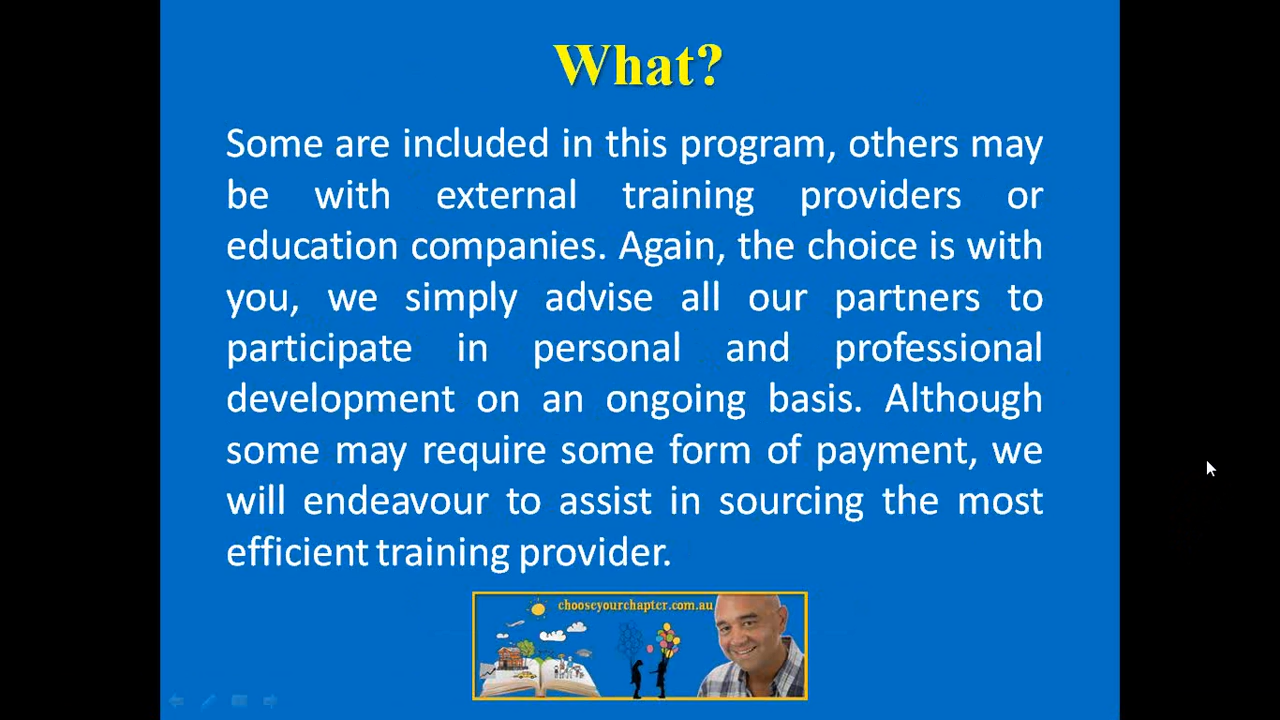 What?
Some are included in this program, others may
be with external training providers or
education companies. Again, the choice is with
you, we simply advise all our partners to
participate in personal and professional
development on an ongoing basis. Although
some may require some form of payment, we
will endeavour to assist in sourcing the most
efficient training provider.
chooseyourchapter.com.au